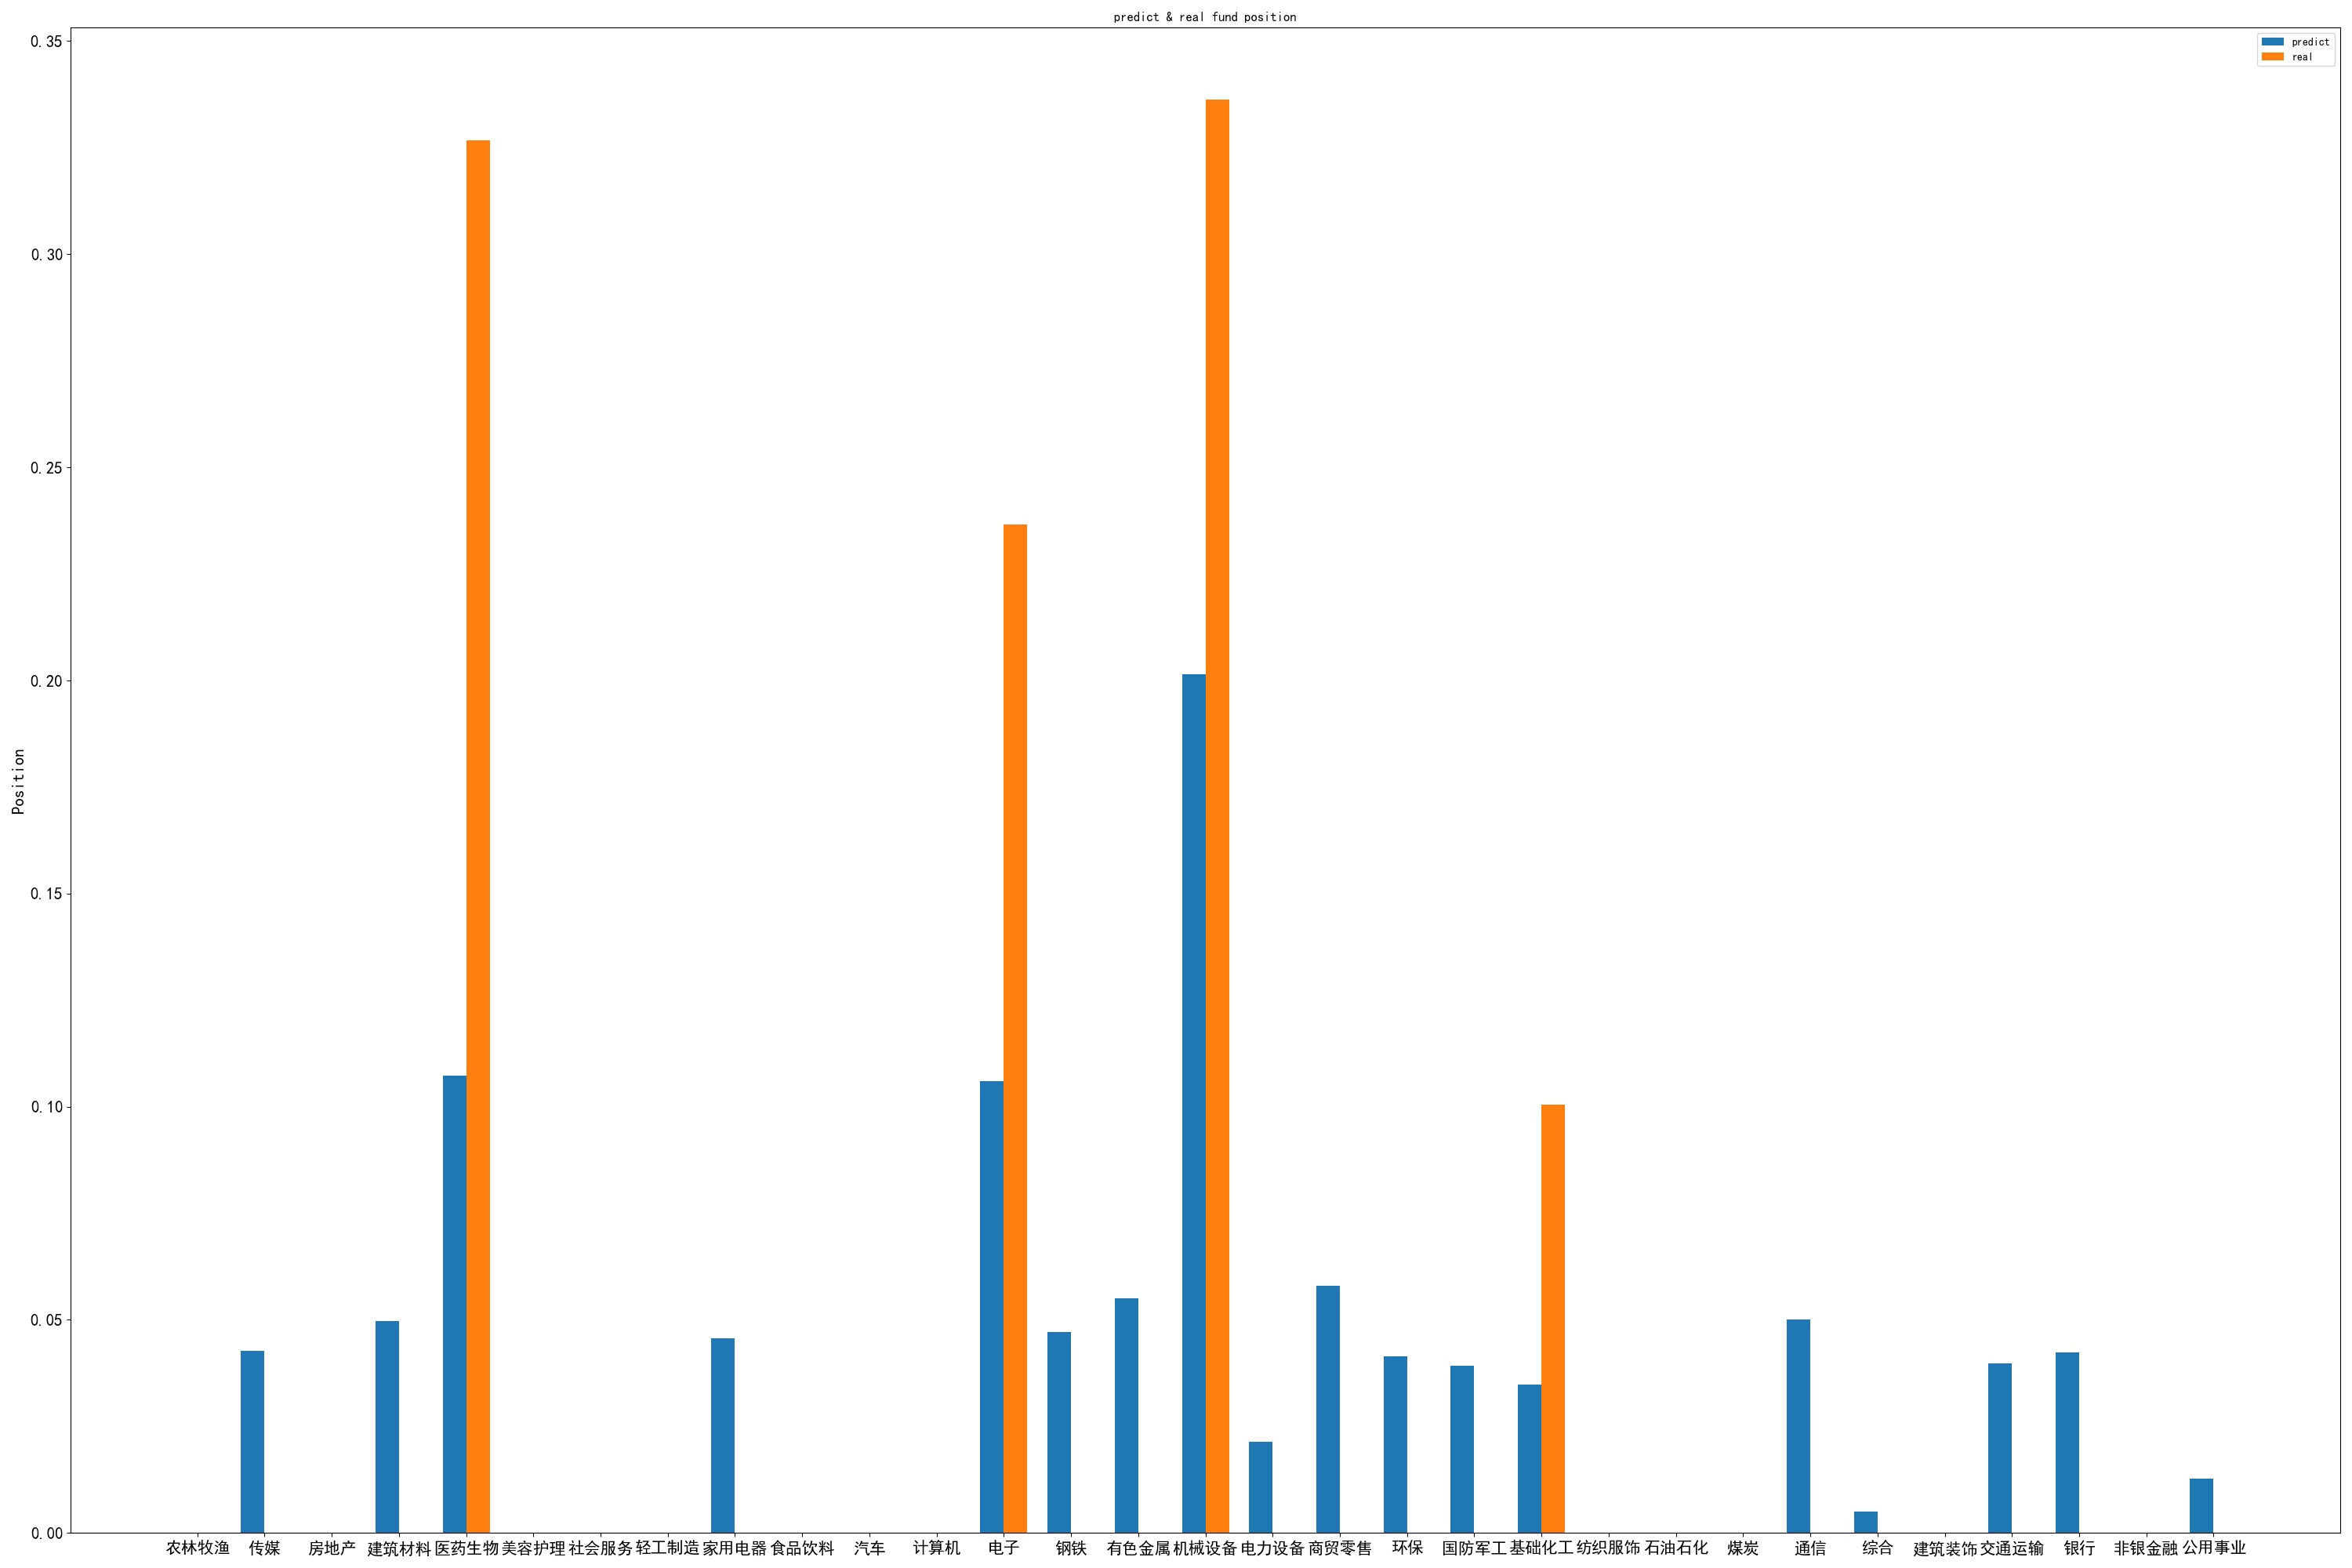 predict & real fund position
predict
real
0.35
0.30
0.25
0.20
0.15
0.10
0.05
0.00
Position
农林牧渔 传媒 房地产 建筑材料 医药生物 美容护理 社会服务 轻工制造 家用电器 食品饮料 汽车 计算机 电子 钢铁 有色金属 机械设备 电力设备 商贸零售 环保 国防军工 基础化工 纺织服饰 石油石化 煤炭 通信 综合 建筑装饰 交通运输 银行 非银金融 公用事业